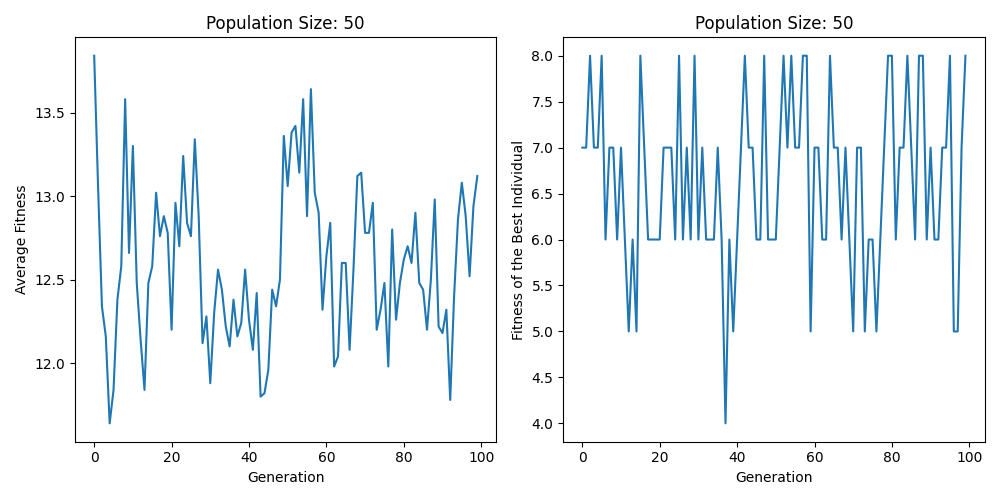 Population Size: 50
Average Fitness
13.5
13.0
12.5
12.0
0 20 40 60 80 100
Generation
Population Size: 50
Fitness of the Best Individual
8.0
7.5
7.0
6.5
6.0
5.5
5.0
4.5
4.0
0 20 40 60 80 100
Generation